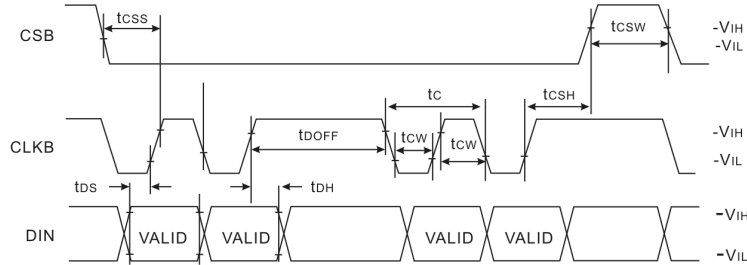 tcss
tcsw
CSB
-VIH
-VIL
tc
tCSH
tDOFF
tCW
tCW
CLKB
-VIH
-VIL
tDS
tDH
DIN
VALID
VALID
VALID
VALID
-VIH
-VIL